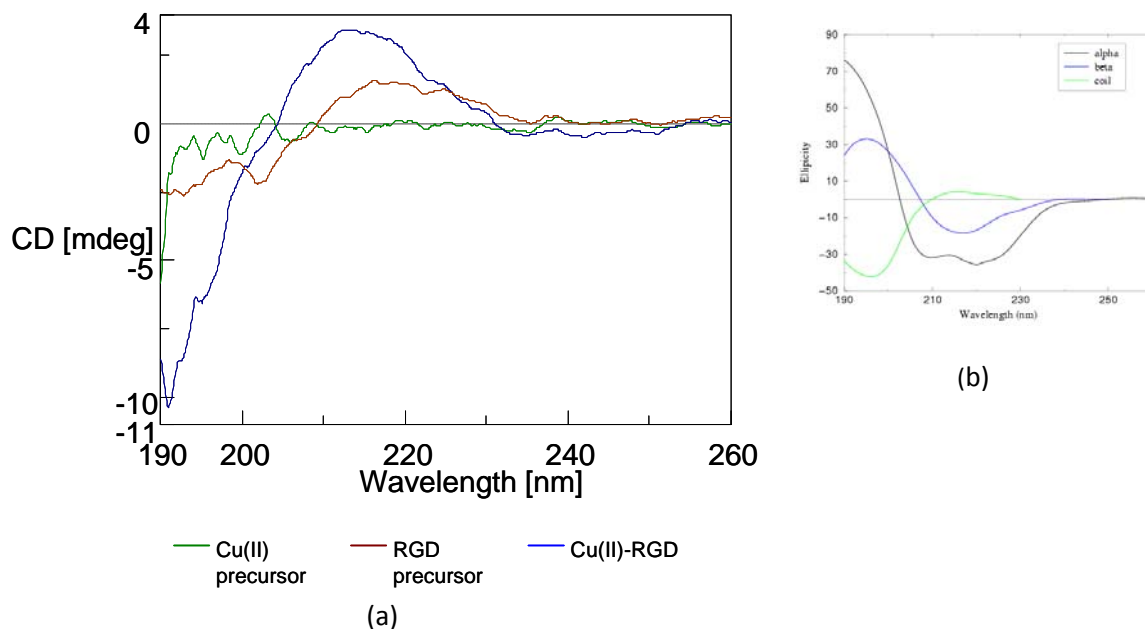 4
0
-5
-10
-11
CD [mdeg]
190 200 220 240 260
Wavelength [nm]
Cu(II) precursor
RGD precursor
Cu(II)-RGD
(a)
90
70
50
30
10
-10
-30
-50
Ellipicity
190 210 230 250
Wavelength (nm)
alpha
beta
coil
(b)